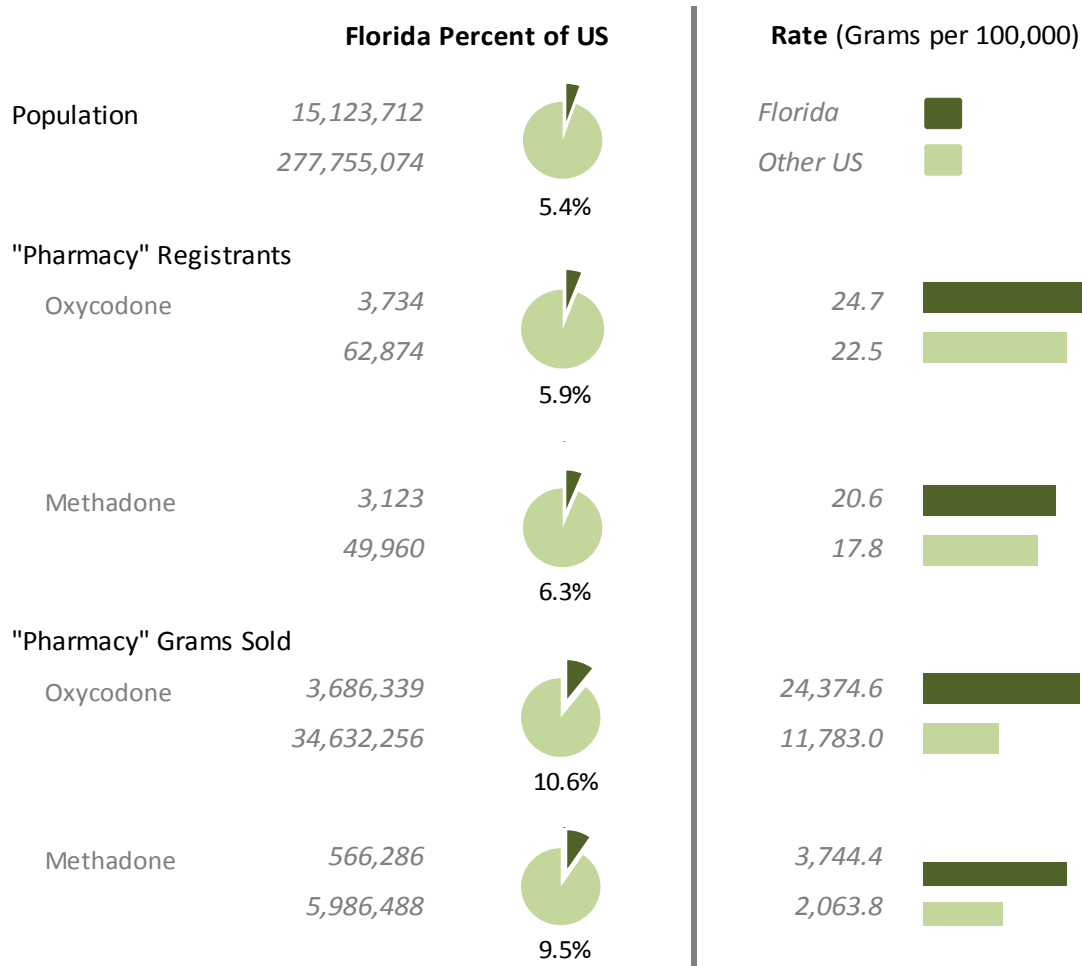 Florida Percent of US
Rate (Grams per 100,000)
Population
15,123,712
277,755,074
5.4%
Florida
Other US
"Pharmacy" Registrants
Oxycodone
3,734
62,874
5.9%
24.7
22.5
Methadone
3,123
49,960
6.3%
20.6
17.8
"Pharmacy" Grams Sold
Oxycodone
3,686,339
34,632,256
10.6%
24,374.6
11,783.0
Methadone
566,286
5,986,488
9.5%
3,744.4
2,063.8